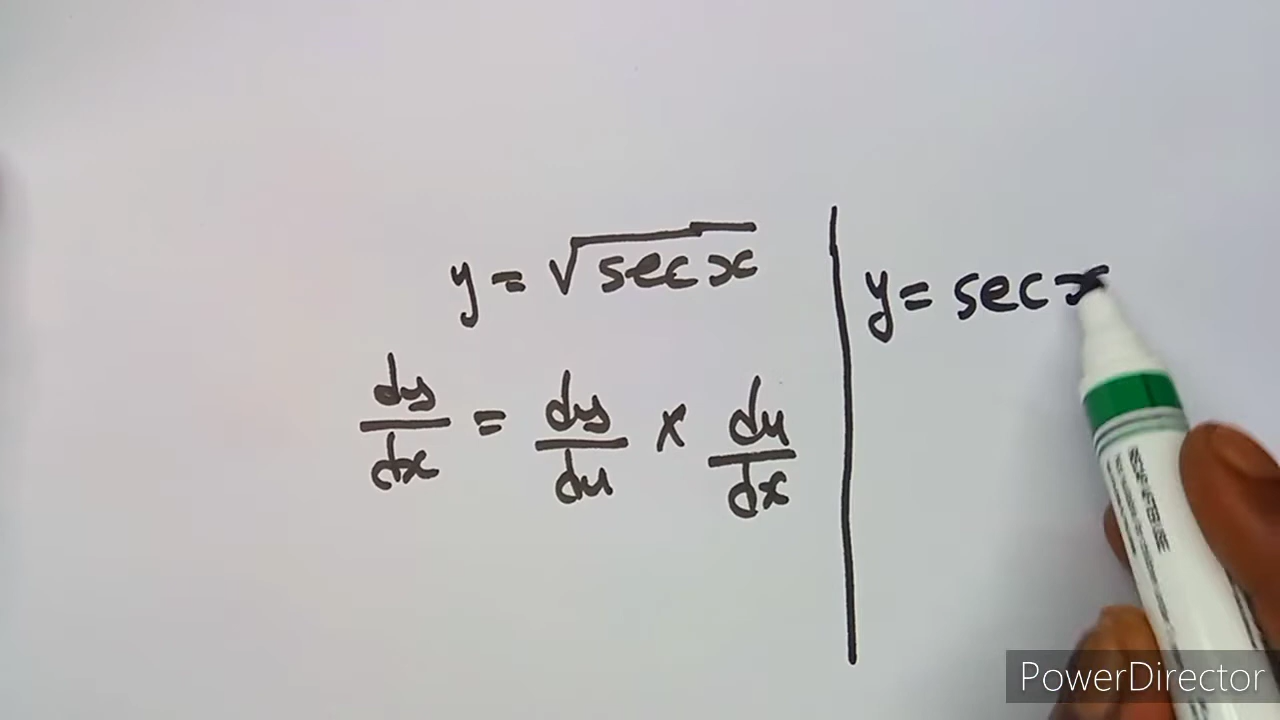 y = √sec x
dy/dx = dy/du x du/dx
y = sec x
PowerDirector